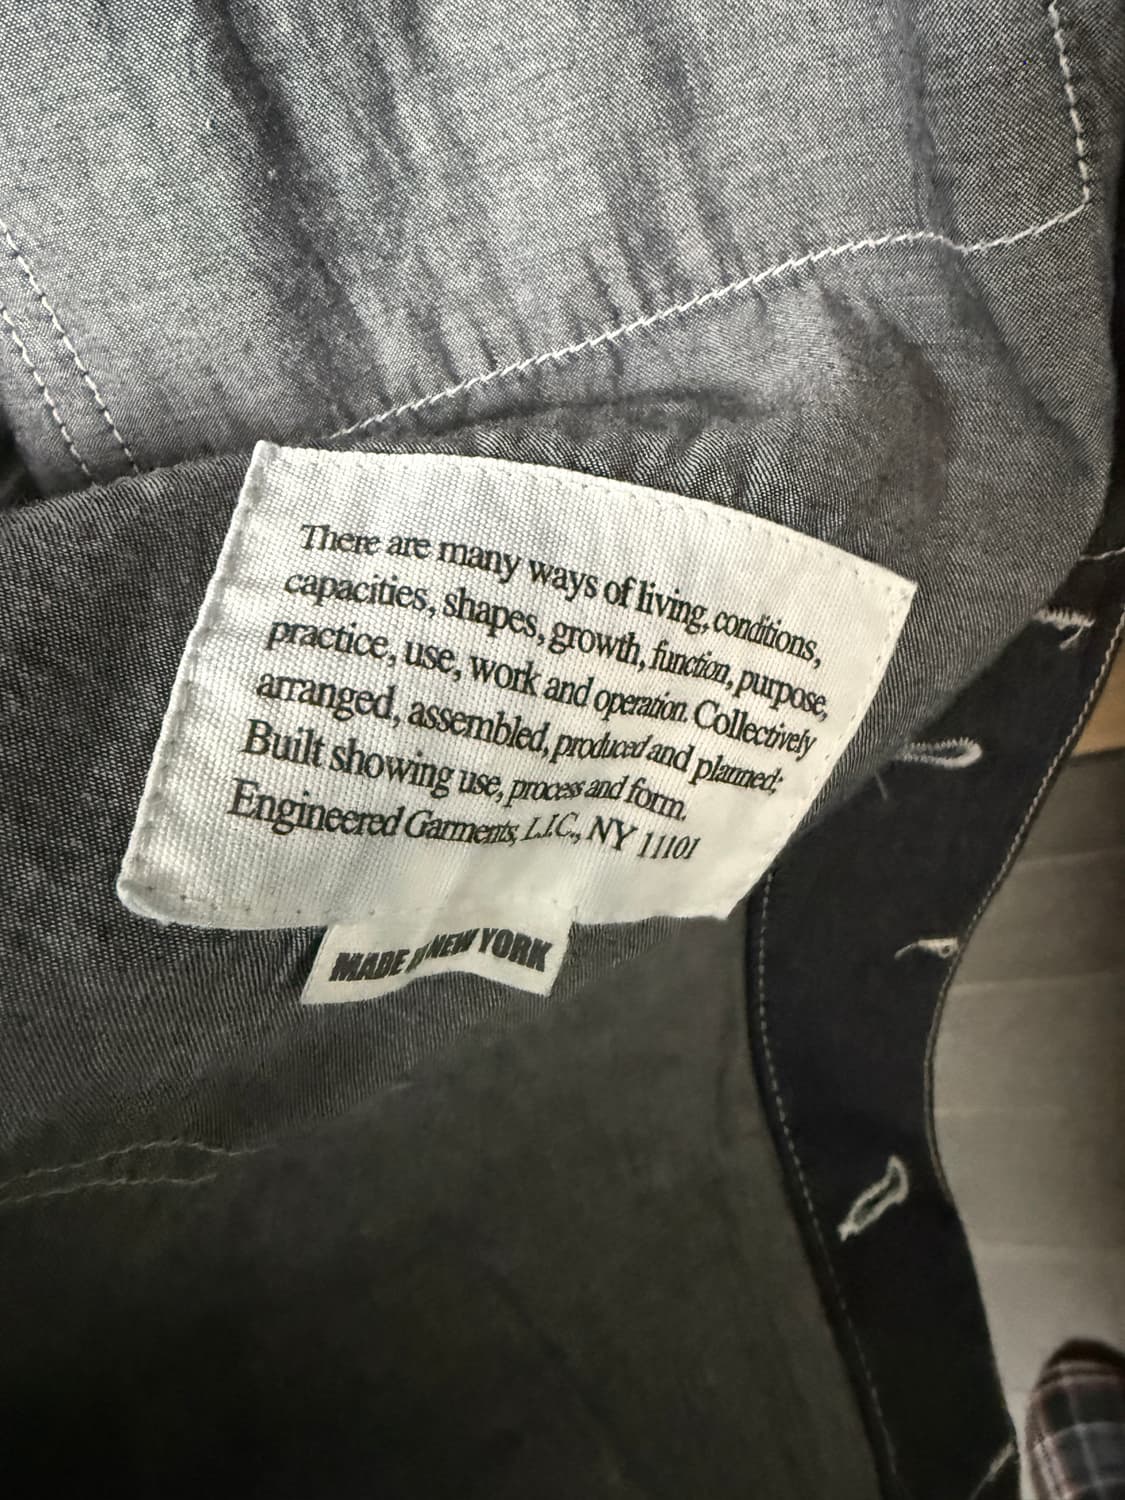 There are many ways of living, conditions,
capacities, shapes, growth, function, purpose,
practice, use, work and operation. Collectively
arranged, assembled, produced and planned;
Built showing use, process and form.
Engineered Garments, L.I.C., NY 11101
MADE IN NEW YORK